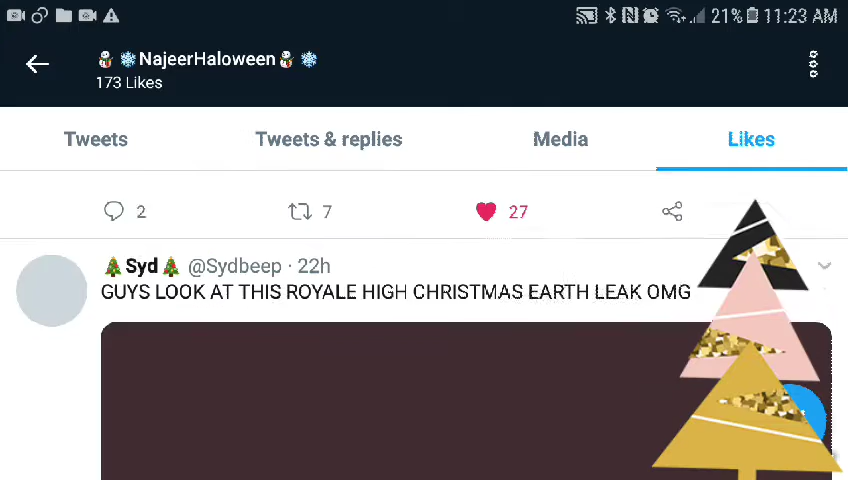 21% 11:23 AM
⛄❄NajeerHaloween⛄❄
173 Likes
Tweets Tweets & replies Media Likes
2 7 27
🎄Syd🎄 @Sydbeep · 22h
GUYS LOOK AT THIS ROYALE HIGH CHRISTMAS EARTH LEAK OMG